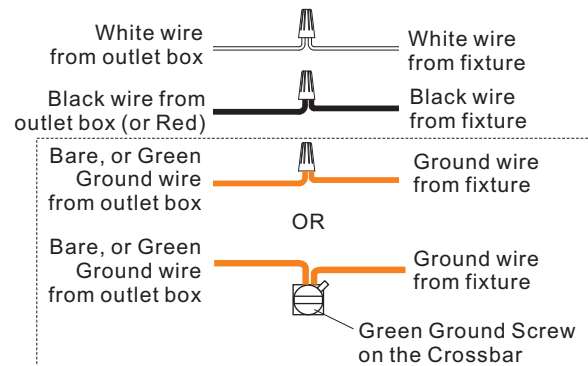 White wire
from outlet box
White wire
from fixture
Black wire from
outlet box (or Red)
Black wire
from fixture
Bare, or Green
Ground wire
from outlet box
Ground wire
from fixture
OR
Bare, or Green
Ground wire
from outlet box
Ground wire
from fixture
Green Ground Screw
on the Crossbar